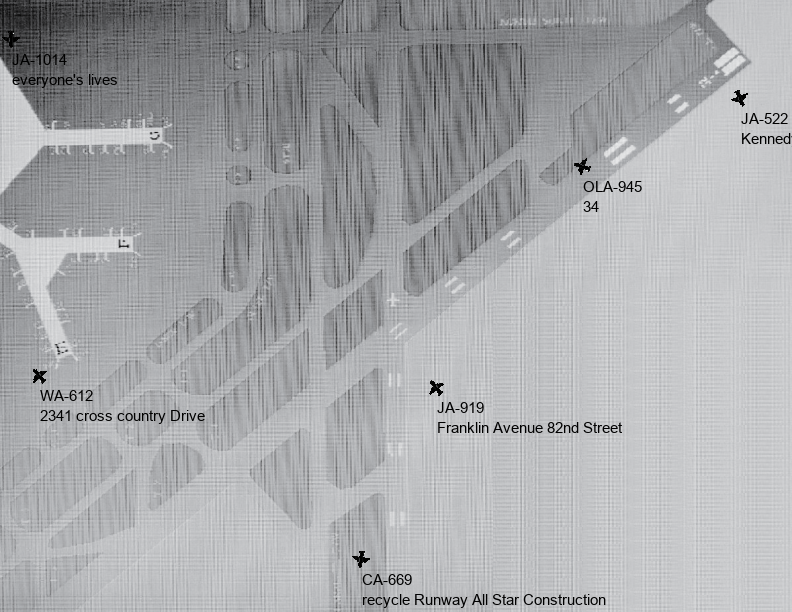 JA-1014
everyone's lives
JA-522
OLA-945
34
WA-612
2341 cross country Drive
JA-919
Franklin Avenue 82nd Street
CA-669
recycle Runway All Star Construction